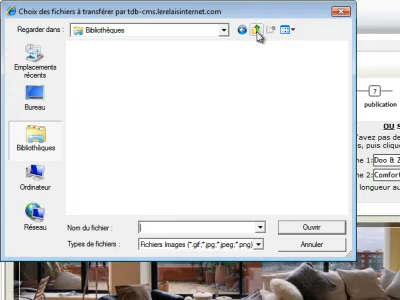 Choix des fichiers à transférer par tdb-cms.lerelaisinternet.com
Regarder dans :
Bibliothèques
Emplacements
récents
Bureau
Bibliothèques
Ordinateur
Réseau
Nom du fichier :
Ouvrir
Types de fichiers :
Fichiers Images (*.gif;*.jpg;*.jpeg;*.png)
Annuler
7
publication
OU S
avez pas de
s, puis clique
ne 1: Doo & Z
ne 2: Comfort
longueur au